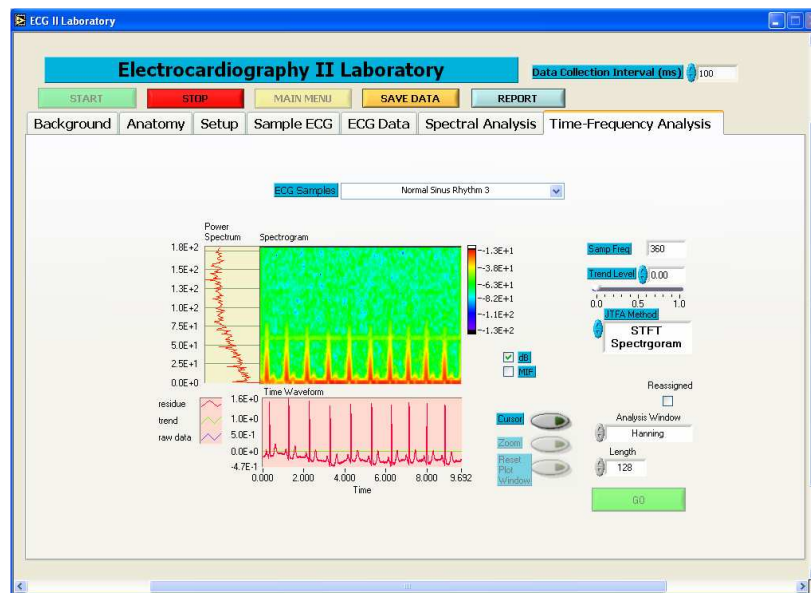 ECG II Laboratory
Electrocardiography II Laboratory
Data Collection Interval (ms) 100
START STOP MAIN MENU SAVE DATA REPORT
Background Anatomy Setup Sample ECG ECG Data Spectral Analysis Time-Frequency Analysis
ECG Samples Normal Sinus Rhythm 3
Power
Spectrum Spectrogram
1.8E+2
1.5E+2
1.3E+2
1.0E+2
7.5E+1
5.0E+1
2.5E+1
0.0E+0
-1.3E+1
-3.8E+1
-6.3E+1
-8.2E+1
-1.1E+2
-1.3E+2
Samp Freq 360
Trend Level 0.00
0.0 0.5 1.0
JTFA Method
STFT
Spectrgoram
dB
MIF
Reassigned
Analysis Window
Hanning
Length
128
GO
Time Waveform
residue
trend
raw data
1.6E+0
1.0E+0
5.0E-1
0.0E+0
-4.7E-1
0.000 2.000 4.000 6.000 8.000 9.692
Time
Cursor
Zoom
Reset
Plot
Window